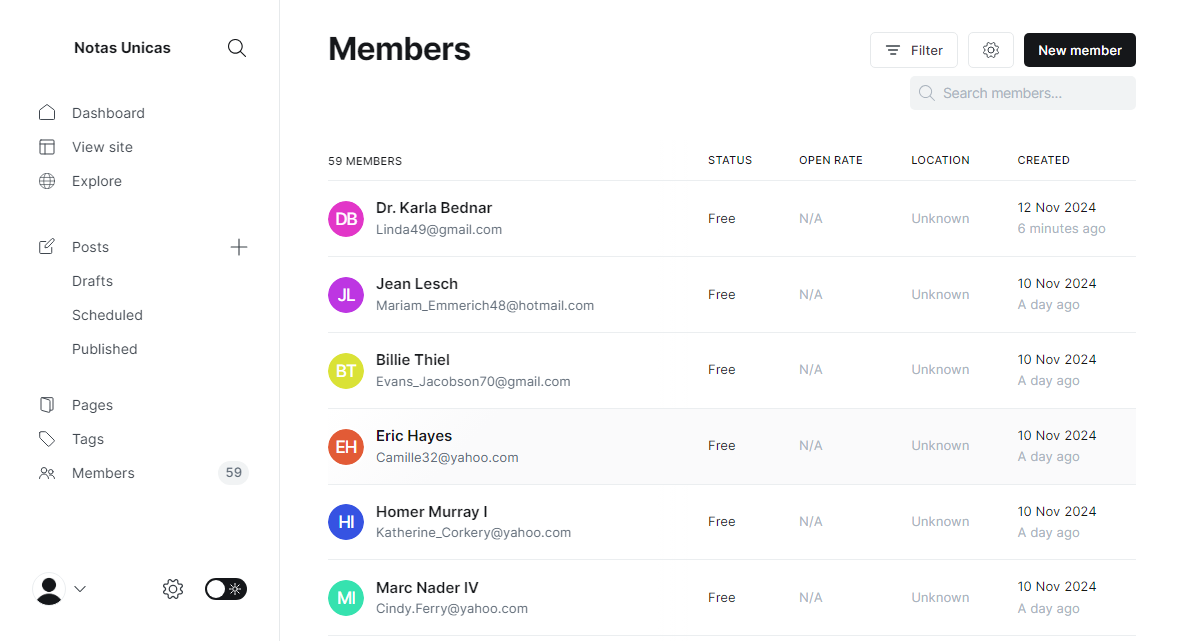 Notas Unicas
Dashboard
View site
Explore
Posts
Drafts
Scheduled
Published
Pages
Tags
Members 59
Members
Filter
New member
Search members...
59 MEMBERS STATUS OPEN RATE LOCATION CREATED
DB Dr. Karla Bednar
Linda49@gmail.com
Free N/A Unknown
12 Nov 2024
6 minutes ago
JL Jean Lesch
Mariam_Emmerich48@hotmail.com
Free N/A Unknown
10 Nov 2024
A day ago
BT Billie Thiel
Evans_Jacobson70@gmail.com
Free N/A Unknown
10 Nov 2024
A day ago
EH Eric Hayes
Camille32@yahoo.com
Free N/A Unknown
10 Nov 2024
A day ago
HI Homer Murray I
Katherine_Corkery@yahoo.com
Free N/A Unknown
10 Nov 2024
A day ago
MI Marc Nader IV
Cindy.Ferry@yahoo.com
Free N/A Unknown
10 Nov 2024
A day ago